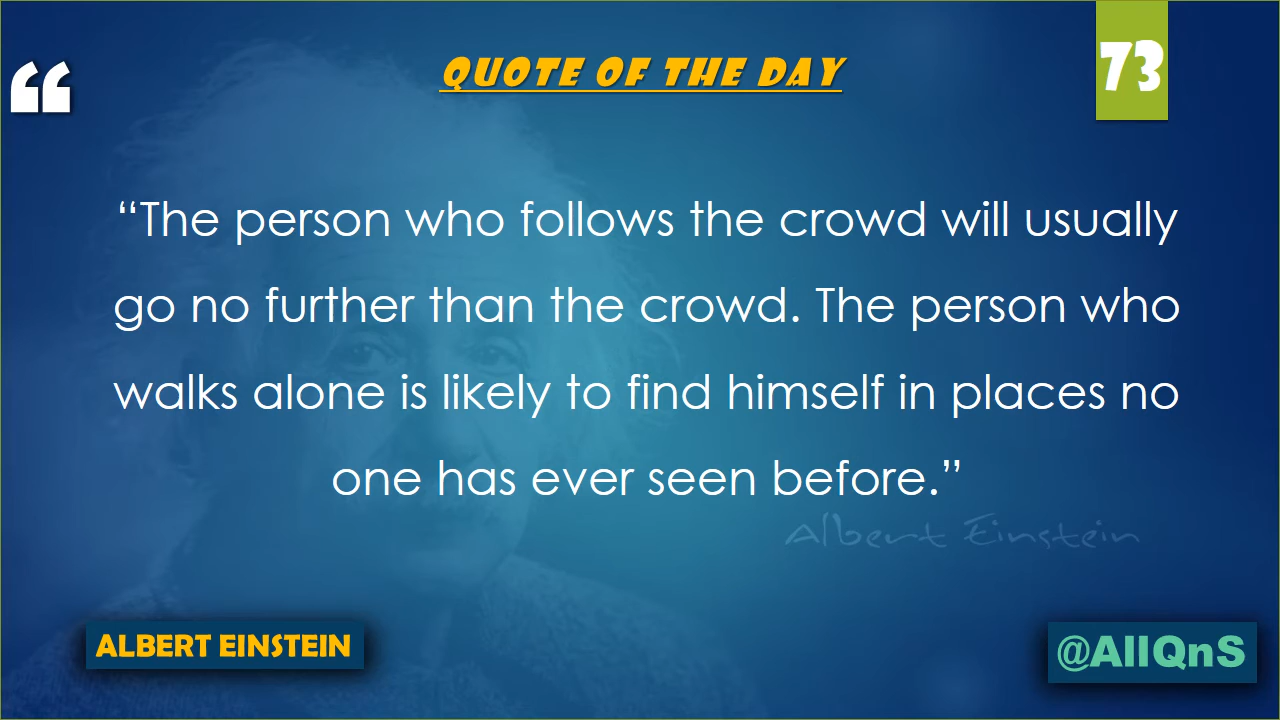 QUOTE OF THE DAY
73
“
“The person who follows the crowd will usually
go no further than the crowd. The person who
walks alone is likely to find himself in places no
one has ever seen before.”
Albert Einstein
ALBERT EINSTEIN
@AllQnS